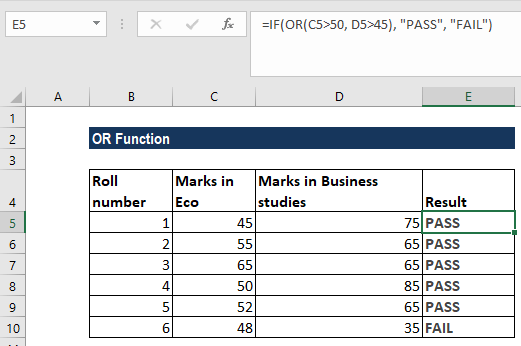 E5 fx =IF(OR(C5>50, D5>45), "PASS", "FAIL")
A B C D E
1
2 OR Function
3
Roll Marks in Marks in Business
4 number Eco studies Result
5 1 45 75 PASS
6 2 55 65 PASS
7 3 65 65 PASS
8 4 50 85 PASS
9 5 52 65 PASS
10 6 48 35 FAIL